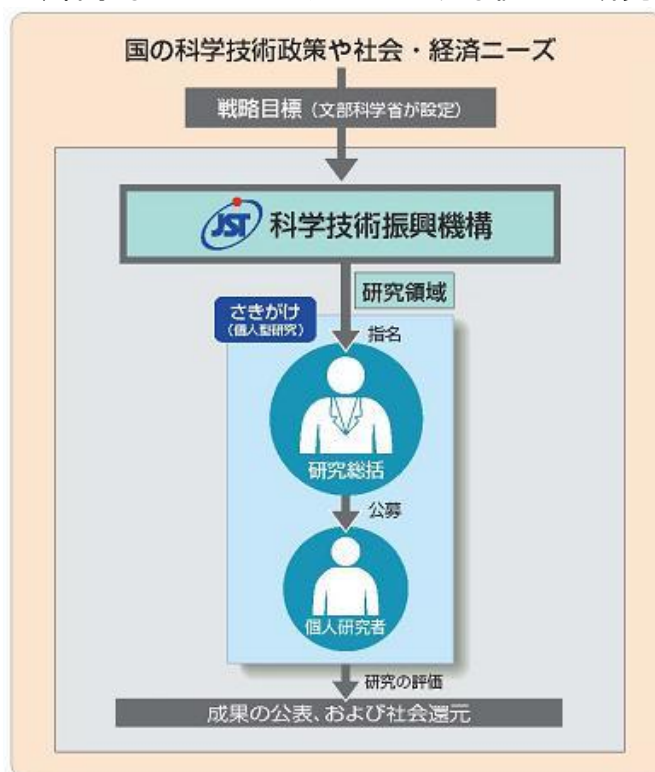 国の科学技術政策や社会・経済ニーズ
戦略目標（文部科学省が設定）
JST 科学技術振興機構
研究領域
さきがけ
（個人型研究）
指名
研究総括
公募
個人研究者
研究の評価
成果の公表、および社会還元